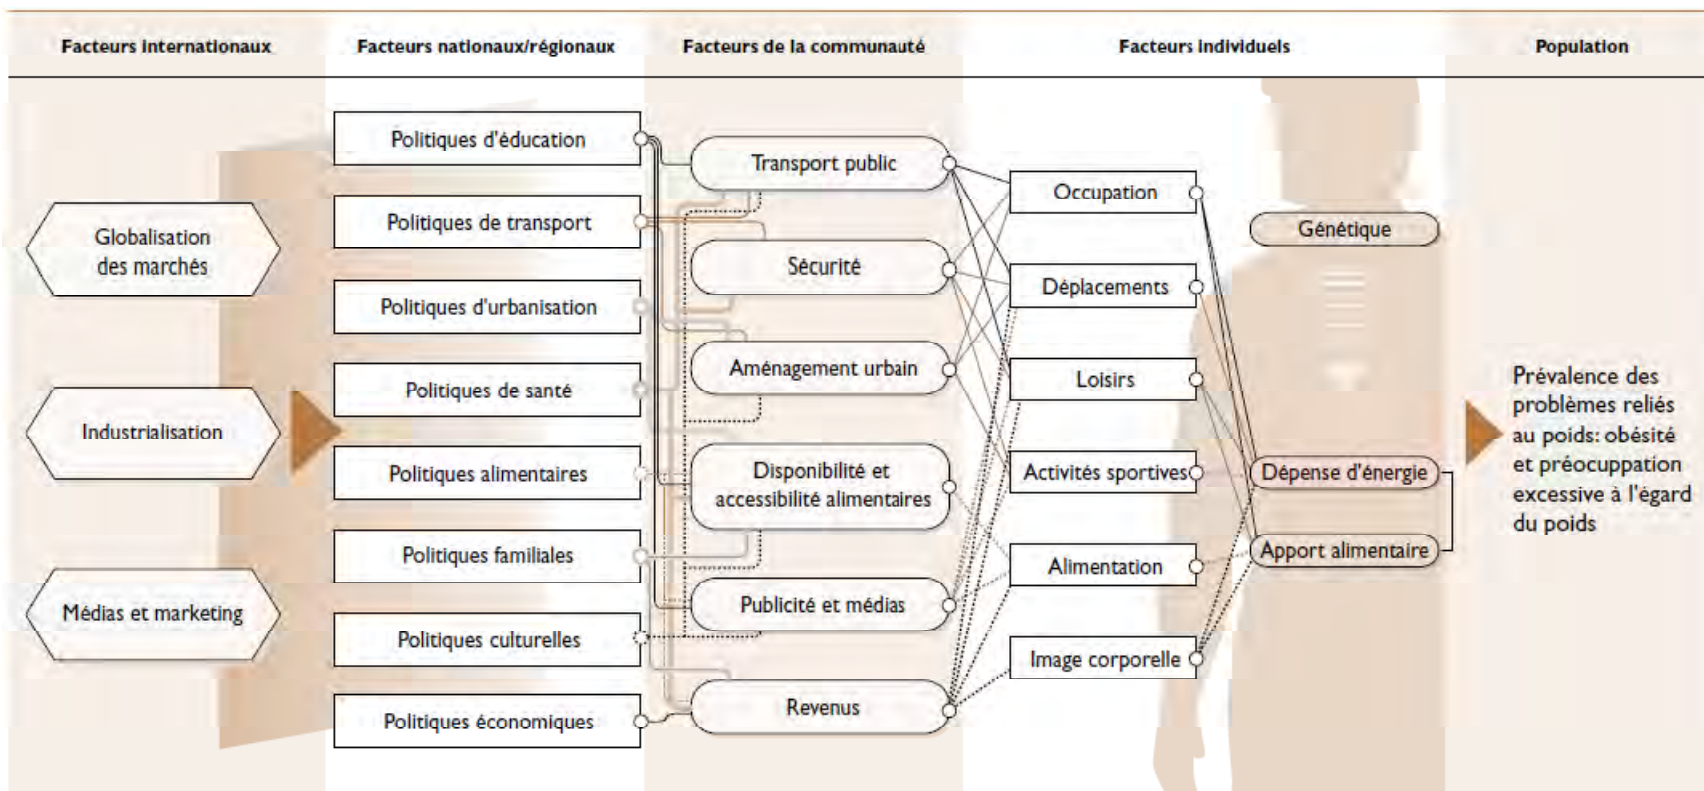 Facteurs internationaux
Facteurs nationaux/régionaux
Facteurs de la communauté
Facteurs individuels
Population
Globalisation
des marchés
Industrialisation
Médias et marketing
Politiques d'éducation
Politiques de transport
Politiques d'urbanisation
Politiques de santé
Politiques alimentaires
Politiques familiales
Politiques culturelles
Politiques économiques
Transport public
Sécurité
Aménagement urbain
Disponibilité et
accessibilité alimentaires
Publicité et médias
Revenus
Occupation
Déplacements
Loisirs
Activités sportives
Alimentation
Image corporelle
Génétique
Dépense d'énergie
Apport alimentaire
Prévalence des
problèmes reliés
au poids: obésité
et préocuppation
excessive à l'égard
du poids